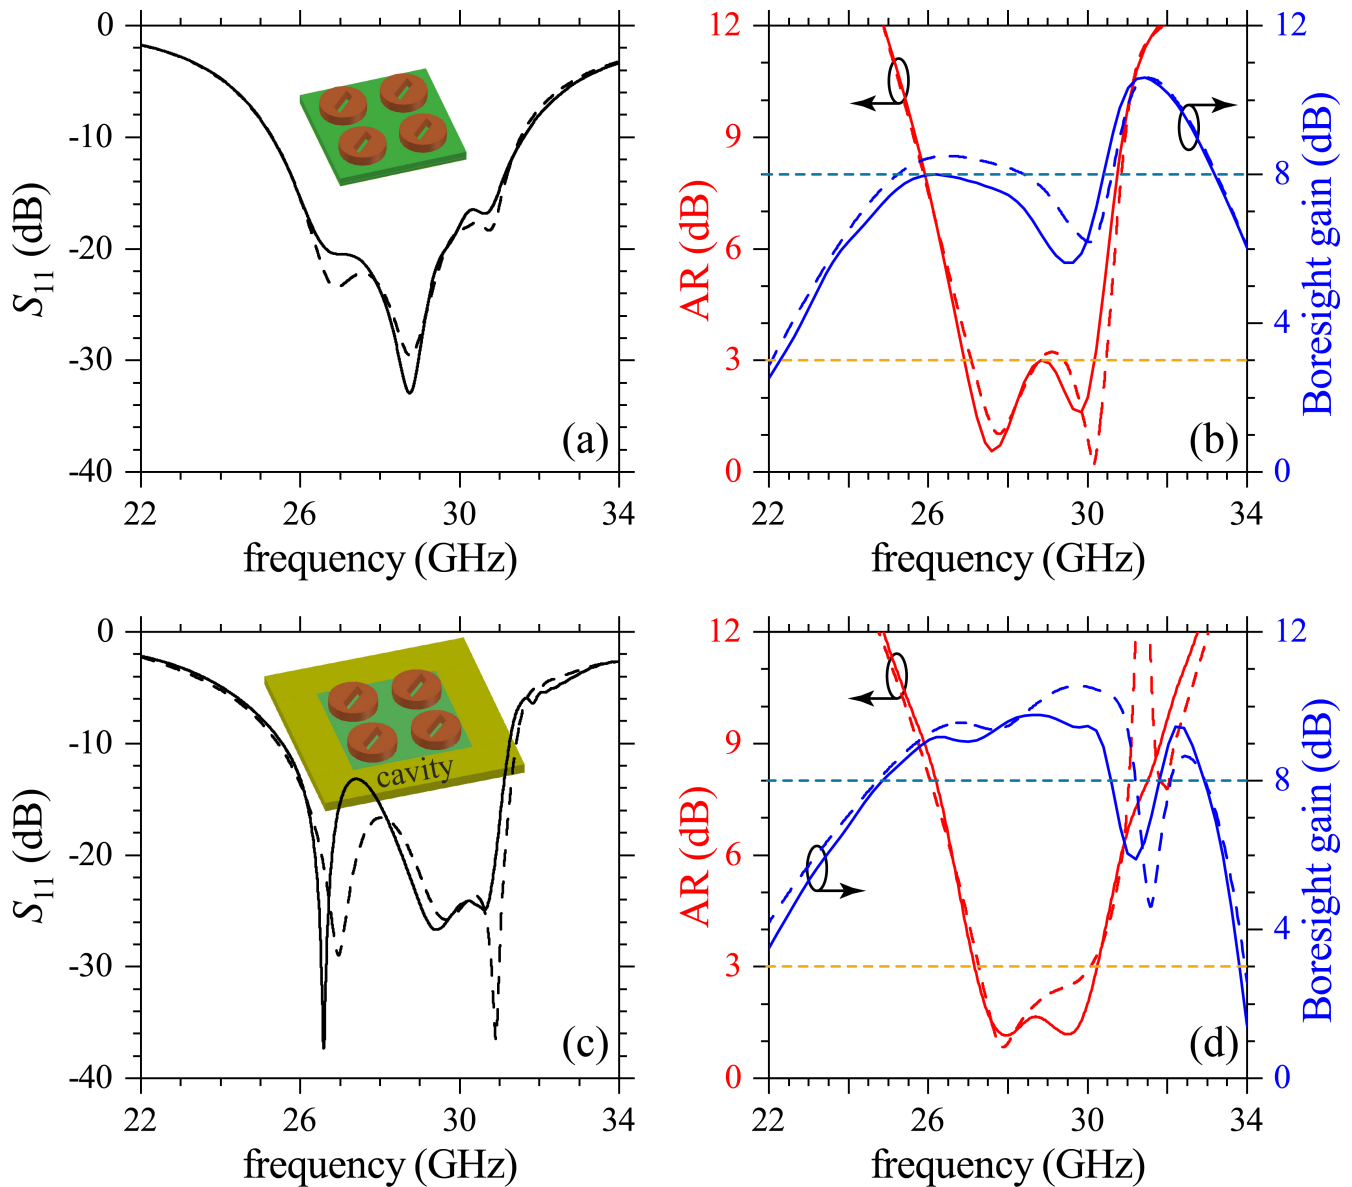 0
-10
-20
-30
-40
S11 (dB)
22 26 30 34
frequency (GHz)
(a)
12
9
6
3
0
AR (dB)
12
8
4
0
Boresight gain (dB)
22 26 30 34
frequency (GHz)
(b)
0
-10
-20
-30
-40
S11 (dB)
cavity
22 26 30 34
frequency (GHz)
(c)
12
9
6
3
0
AR (dB)
12
8
4
0
Boresight gain (dB)
22 26 30 34
frequency (GHz)
(d)